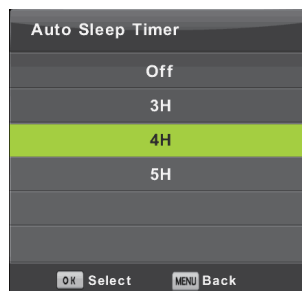 Auto Sleep Timer
Off
3H
4H
5H
OK Select MENU Back